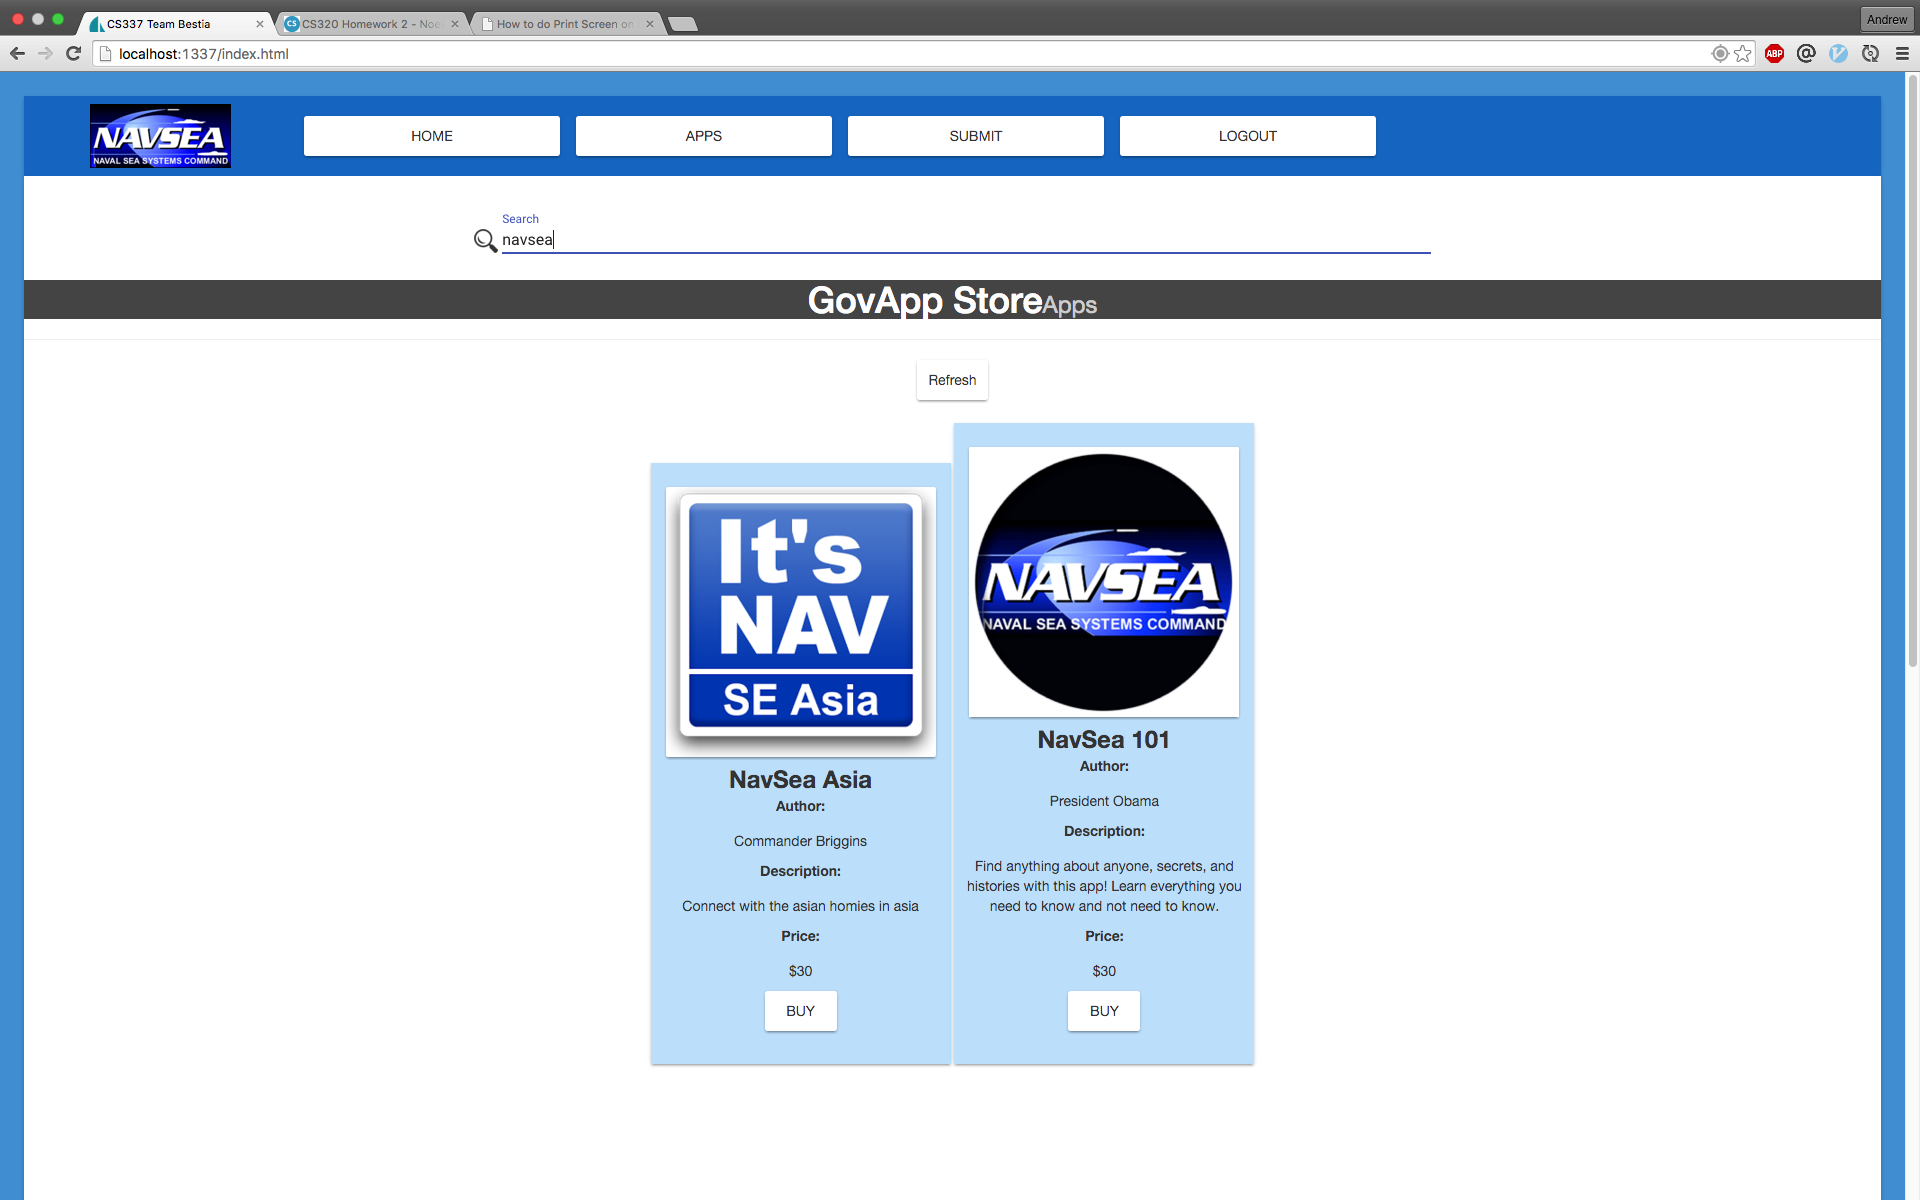 CS337 Team Bestia
CS320 Homework 2 - Noe
How to do Print Screen on
Andrew
localhost:1337/index.html
ABP
NAVSEA
NAVAL SEA SYSTEMS COMMAND
HOME
APPS
SUBMIT
LOGOUT
Search
navsea
GovApp Store Apps
Refresh
It's
NAV
SE Asia
NavSea Asia
Author:
Commander Briggins
Description:
Connect with the asian homies in asia
Price:
$30
BUY
NAVSEA
NAVAL SEA SYSTEMS COMMAND
NavSea 101
Author:
President Obama
Description:
Find anything about anyone, secrets, and
histories with this app! Learn everything you
need to know and not need to know.
Price:
$30
BUY